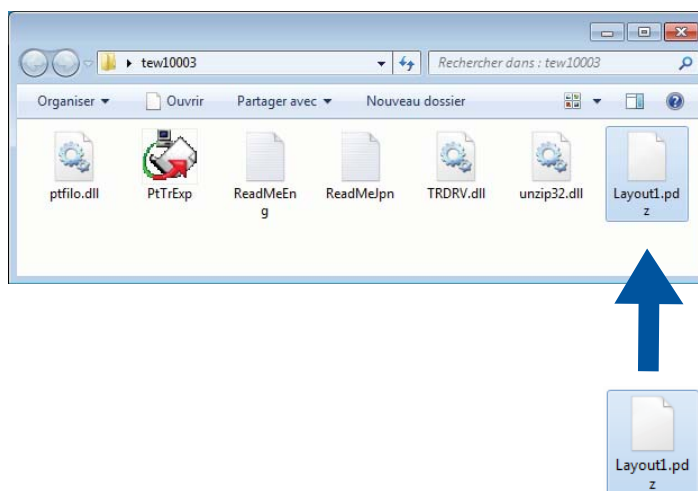 tew10003
Rechercher dans : tew10003
Organiser
Ouvrir
Partager avec
Nouveau dossier
ptfilo.dll
PtTrExp
ReadMeEn
g
ReadMeJpn
TRDRV.dll
unzip32.dll
Layout1.pd
z
Layout1.pd
z